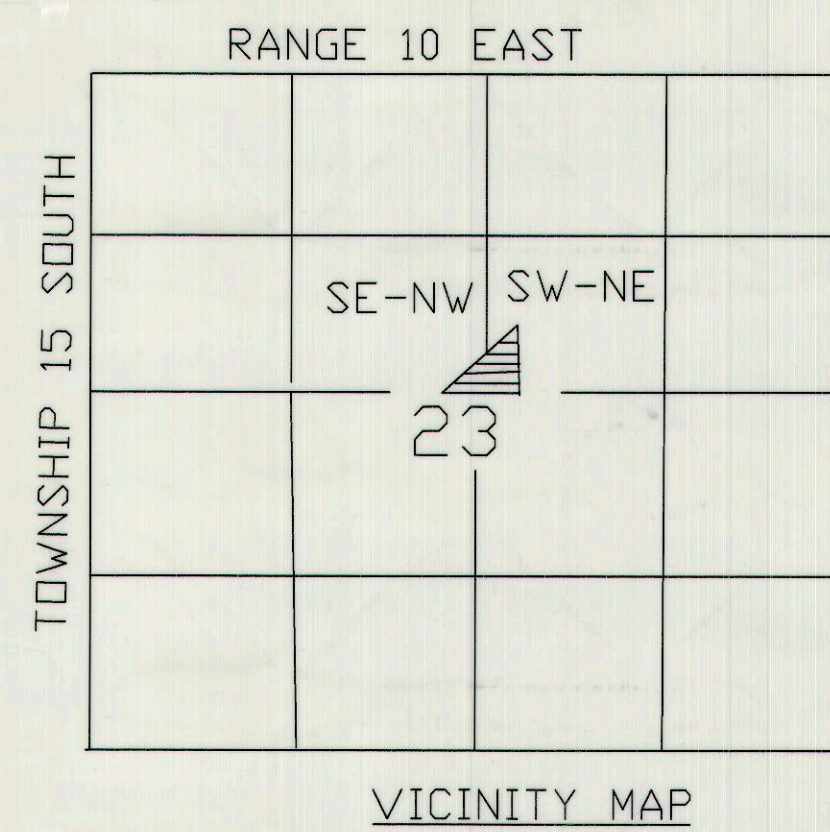 RANGE 10 EAST
TOWNSHIP 15 SOUTH
SE-NW
SW-NE
23
VICINITY MAP